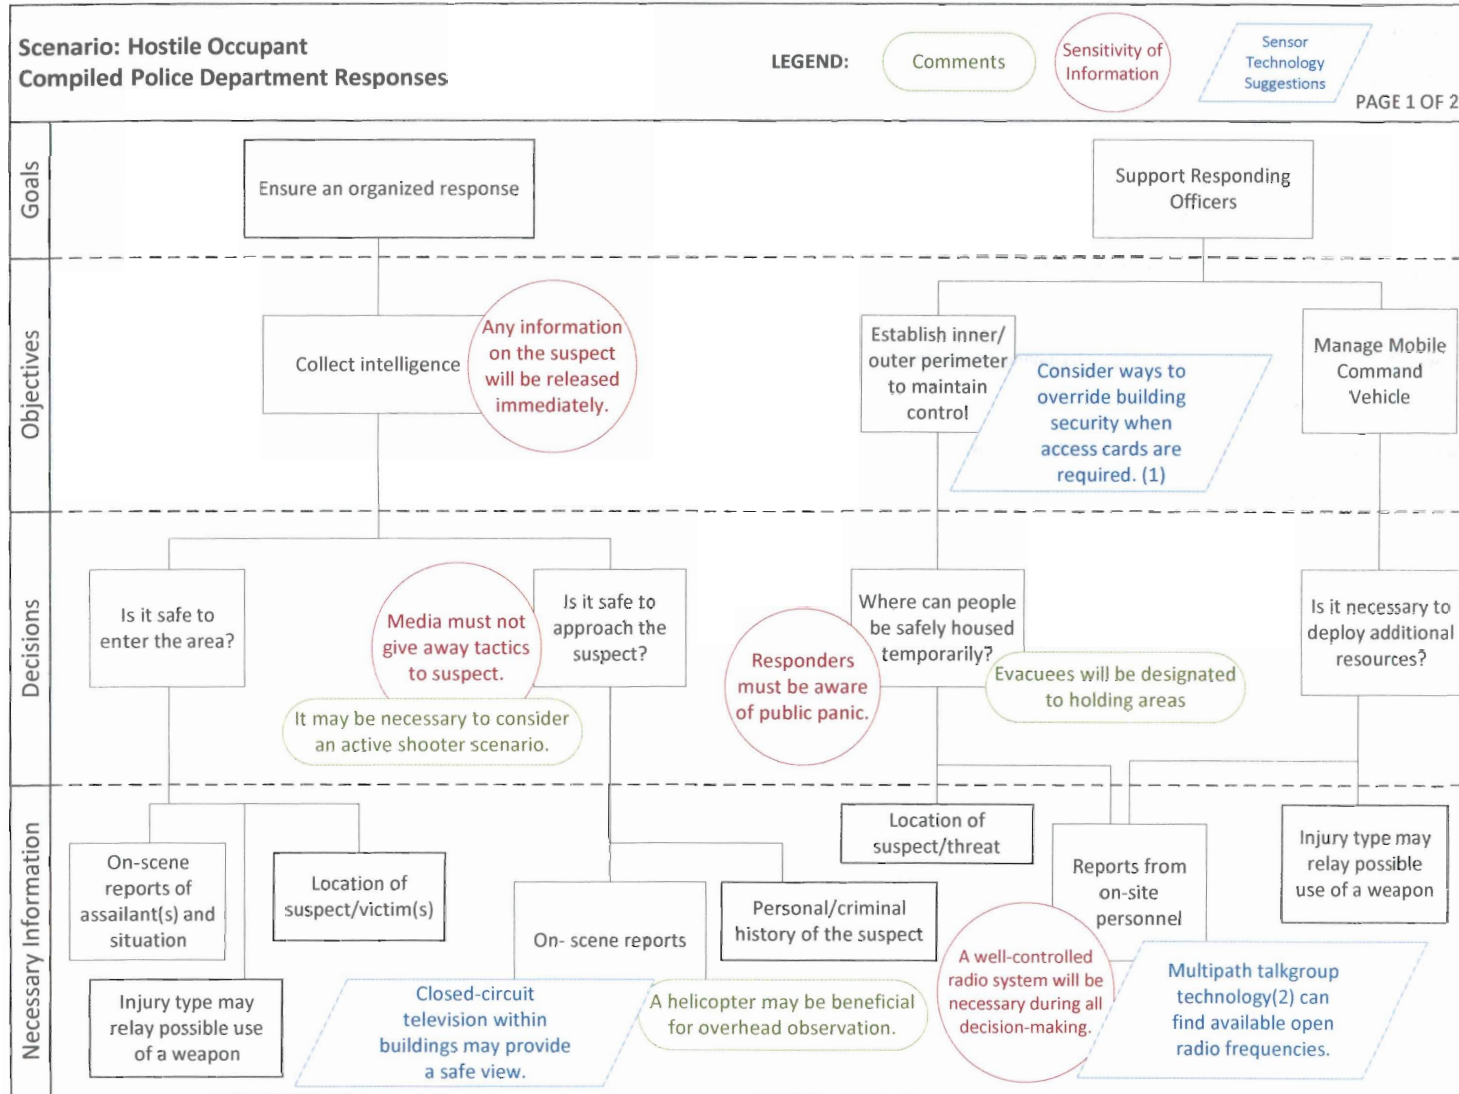 Scenario: Hostile Occupant
Compiled Police Department Responses
LEGEND:
Comments
Sensitivity of
Information
Sensor
Technology
Suggestions
PAGE 1 OF 2
Goals
Ensure an organized response
Support Responding
Officers
Objectives
Collect intelligence
Any information
on the suspect
will be released
immediately.
Establish inner/
outer perimeter
to maintain
control
Consider ways to
override building
security when
access cards are
required. (1)
Manage Mobile
Command
Vehicle
Decisions
Is it safe to
enter the area?
Media must not
give away tactics
to suspect.
Is it safe to
approach the
suspect?
It may be necessary to consider
an active shooter scenario.
Responders
must be aware
of public panic.
Where can people
be safely housed
temporarily?
Evacuees will be designated
to holding areas
Is it necessary to
deploy additional
resources?
Necessary Information
On-scene
reports of
assailant(s) and
situation
Injury type may
relay possible use
of a weapon
Location of
suspect/victim(s)
On- scene reports
Closed-circuit
television within
buildings may provide
a safe view.
A helicopter may be beneficial
for overhead observation.
Personal/criminal
history of the suspect
Location of
suspect/threat
Reports from
on-site
personnel
A well-controlled
radio system will be
necessary during all
decision-making.
Multipath talkgroup
technology(2) can
find available open
radio frequencies.
Injury type may
relay possible
use of a weapon